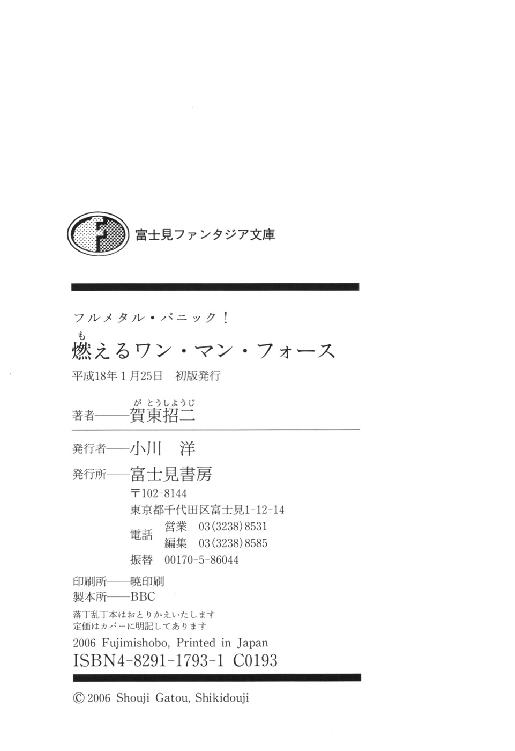 富士見ファンタジア文庫
フルメタル・パニック！
も
燃えるワン・マン・フォース
平成18年1月25日　初版発行
が とうしようじ
著者――賀東招二
発行者――小川　洋
発行所――富士見書房
〒102-8144
東京都千代田区富士見1-12-14
電話　営業　03(3238)8531
編集　03(3238)8585
振替　00170-5-86044
印刷所――暁印刷
製本所――BBC
落丁乱丁本はおとりかえいたします
定価はカバーに明記してあります
2006 Fujimishobo, Printed in Japan
ISBN4-8291-1793-1 C0193
©2006 Shouji Gatou, Shikidouji